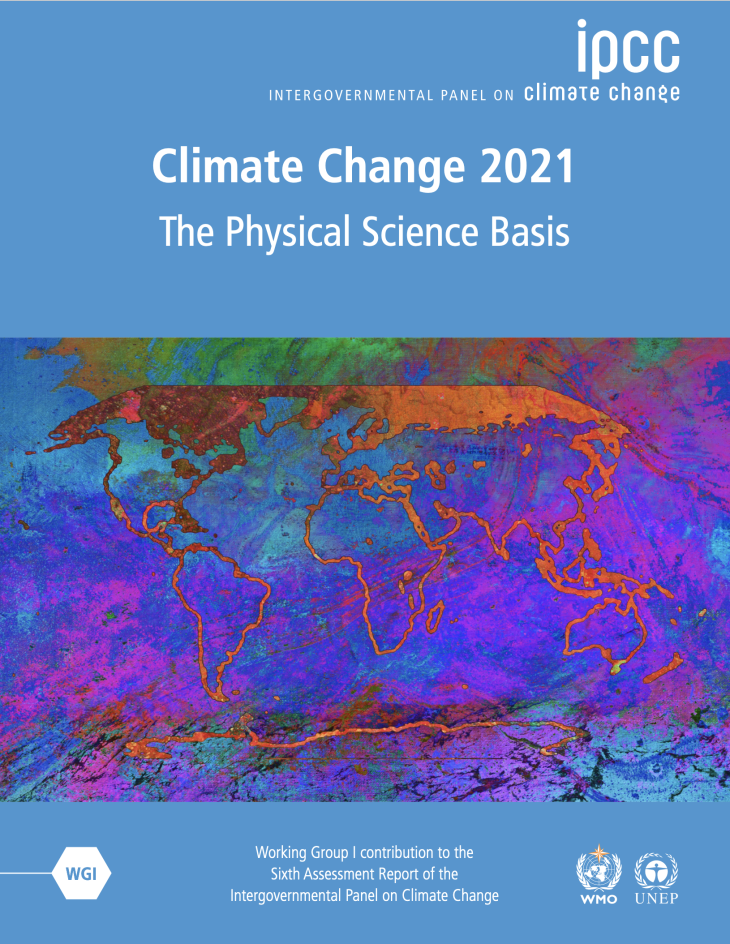 ipcc
INTERGOVERNMENTAL PANEL ON climate change
Climate Change 2021
The Physical Science Basis
WGI
Working Group I contribution to the
Sixth Assessment Report of the
Intergovernmental Panel on Climate Change
WMO
UNEP